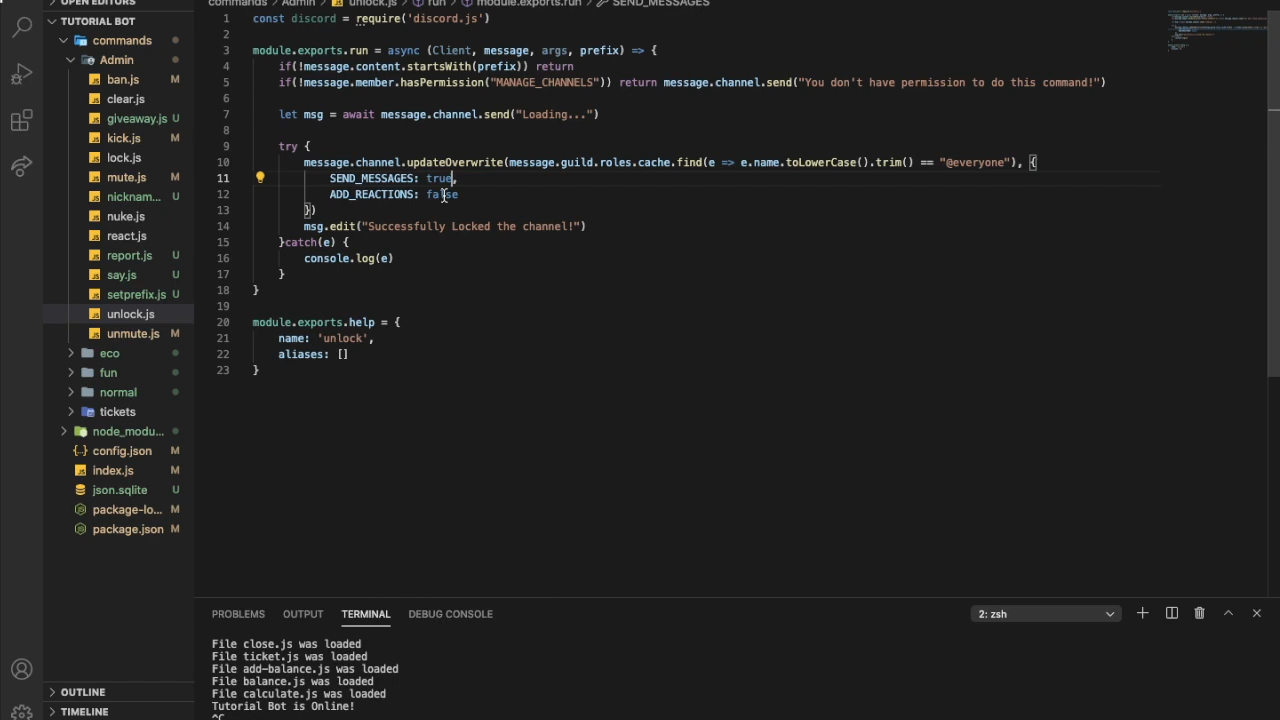 OPEN EDITORS
commands > Admin > unlock.js > run > module.exports.run > SEND_MESSAGES
TUTORIAL BOT
commands
Admin
ban.js M
clear.js
giveaway.js U
kick.js M
lock.js
mute.js M
nicknam... U
nuke.js
react.js
report.js U
say.js U
setprefix.js U
unlock.js
unmute.js M
eco
fun
normal
tickets
node_modu...
config.json M
index.js M
json.sqlite U
package-lo... M
package.json M
OUTLINE
TIMELINE
1 const discord = require('discord.js')
2
3 module.exports.run = async (Client, message, args, prefix) => {
4 if(!message.content.startsWith(prefix)) return
5 if(!message.member.hasPermission("MANAGE_CHANNELS")) return message.channel.send("You don't have permission to do this command!")
6
7 let msg = await message.channel.send("Loading...")
8
9 try {
10 message.channel.updateOverwrite(message.guild.roles.cache.find(e => e.name.toLowerCase().trim() == "@everyone"), {
11 SEND_MESSAGES: true,
12 ADD_REACTIONS: false
13 })
14 msg.edit("Successfully Locked the channel!")
15 }catch(e) {
16 console.log(e)
17 }
18 }
19
20 module.exports.help = {
21 name: 'unlock',
22 aliases: []
23 }
PROBLEMS OUTPUT TERMINAL DEBUG CONSOLE 2: zsh
File close.js was loaded
File ticket.js was loaded
File add-balance.js was loaded
File balance.js was loaded
File calculate.js was loaded
Tutorial Bot is Online!
^C